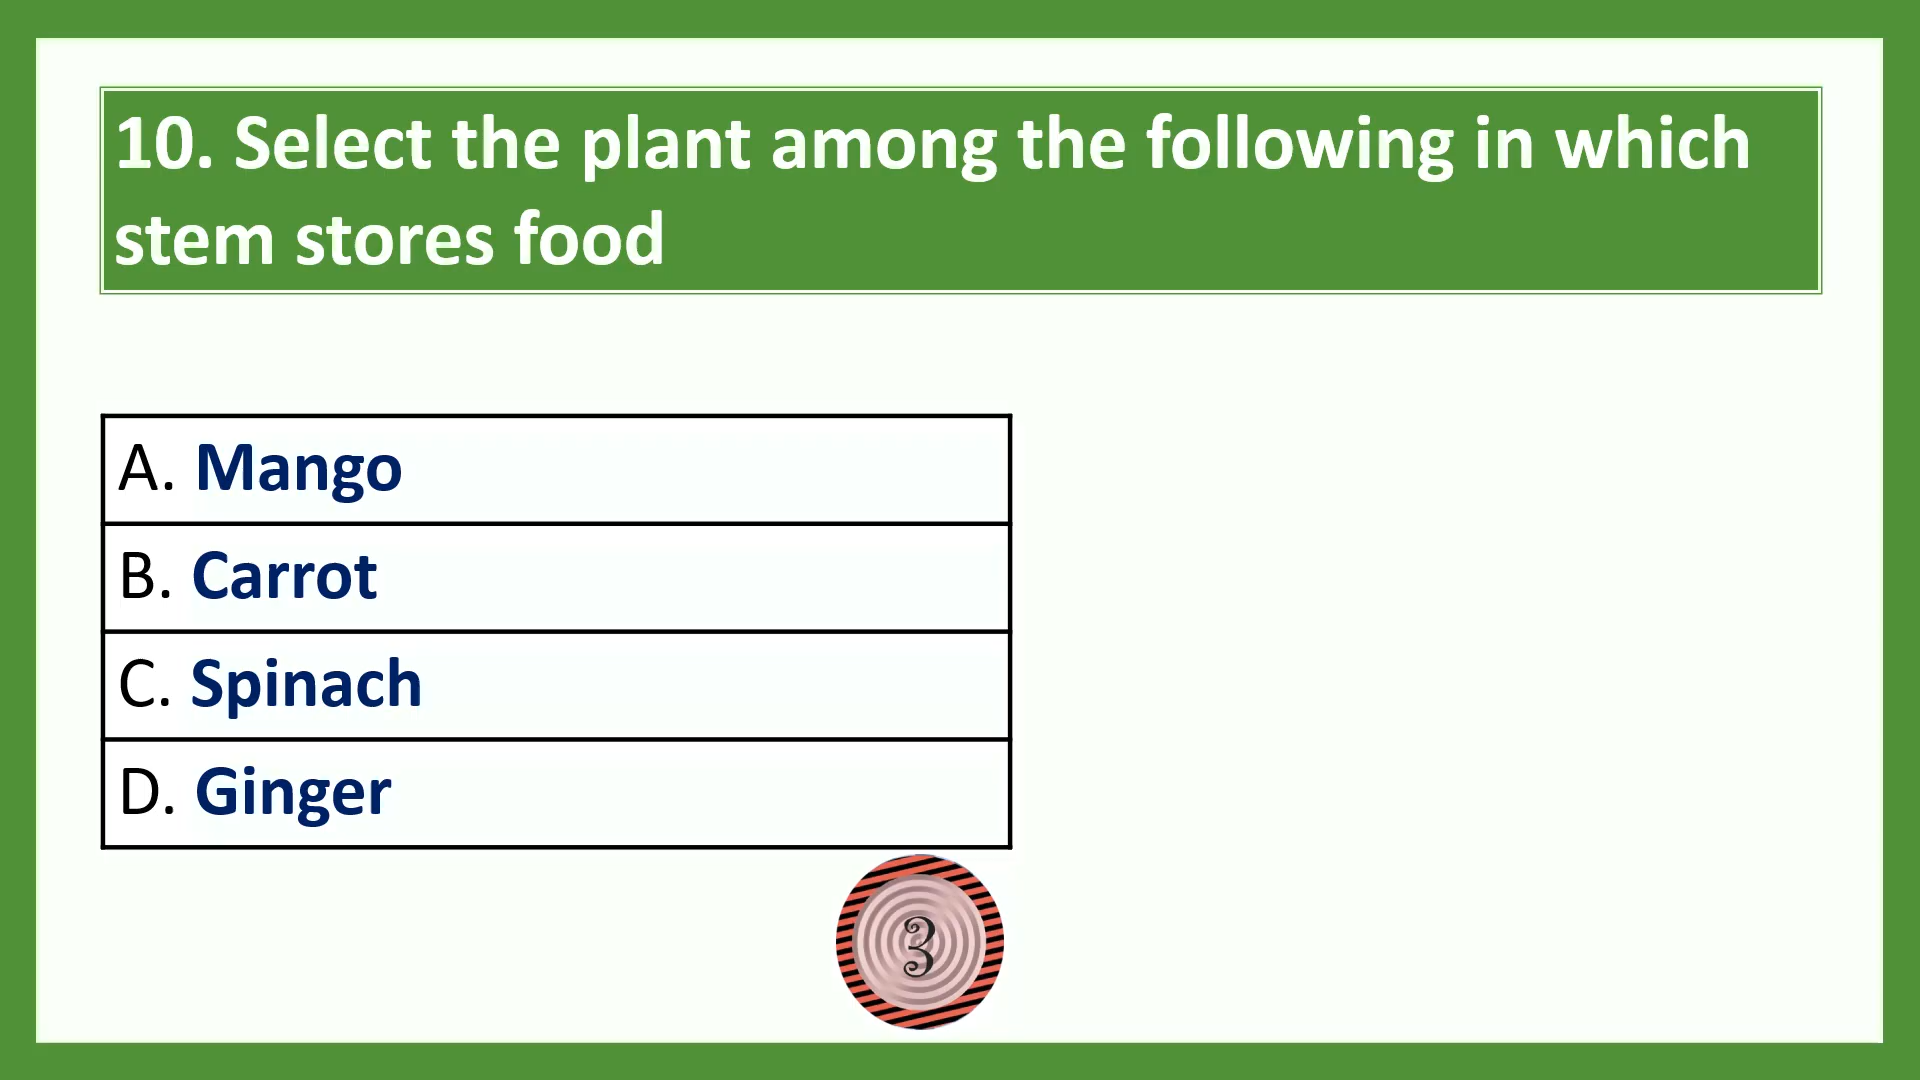 10. Select the plant among the following in which
stem stores food
A. Mango
B. Carrot
C. Spinach
D. Ginger
3